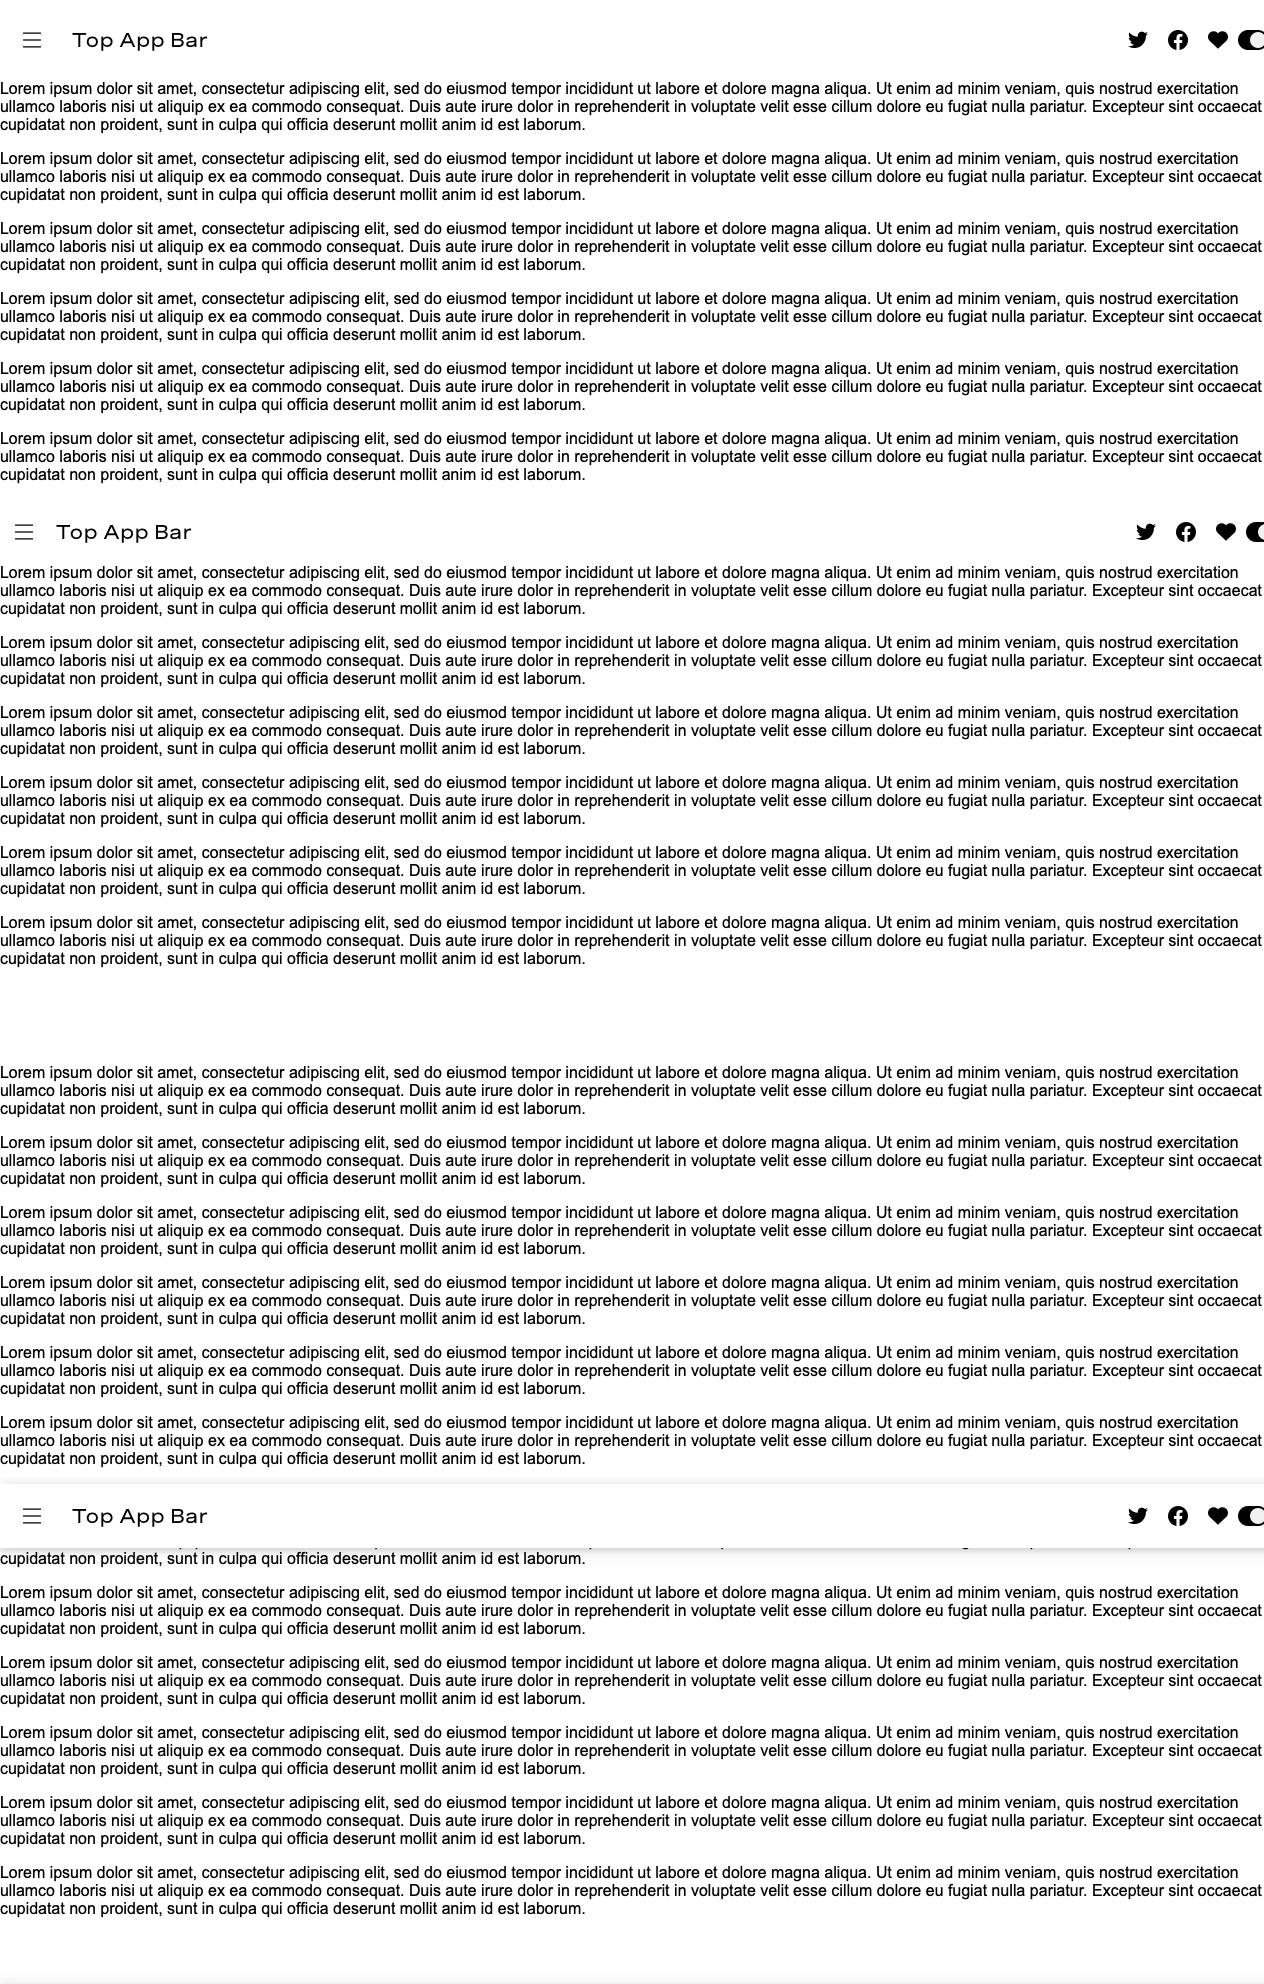 Top App Bar
Lorem ipsum dolor sit amet, consectetur adipiscing elit, sed do eiusmod tempor incididunt ut labore et dolore magna aliqua. Ut enim ad minim veniam, quis nostrud exercitation
ullamco laboris nisi ut aliquip ex ea commodo consequat. Duis aute irure dolor in reprehenderit in voluptate velit esse cillum dolore eu fugiat nulla pariatur. Excepteur sint occaecat
cupidatat non proident, sunt in culpa qui officia deserunt mollit anim id est laborum.
Lorem ipsum dolor sit amet, consectetur adipiscing elit, sed do eiusmod tempor incididunt ut labore et dolore magna aliqua. Ut enim ad minim veniam, quis nostrud exercitation
ullamco laboris nisi ut aliquip ex ea commodo consequat. Duis aute irure dolor in reprehenderit in voluptate velit esse cillum dolore eu fugiat nulla pariatur. Excepteur sint occaecat
cupidatat non proident, sunt in culpa qui officia deserunt mollit anim id est laborum.
Lorem ipsum dolor sit amet, consectetur adipiscing elit, sed do eiusmod tempor incididunt ut labore et dolore magna aliqua. Ut enim ad minim veniam, quis nostrud exercitation
ullamco laboris nisi ut aliquip ex ea commodo consequat. Duis aute irure dolor in reprehenderit in voluptate velit esse cillum dolore eu fugiat nulla pariatur. Excepteur sint occaecat
cupidatat non proident, sunt in culpa qui officia deserunt mollit anim id est laborum.
Lorem ipsum dolor sit amet, consectetur adipiscing elit, sed do eiusmod tempor incididunt ut labore et dolore magna aliqua. Ut enim ad minim veniam, quis nostrud exercitation
ullamco laboris nisi ut aliquip ex ea commodo consequat. Duis aute irure dolor in reprehenderit in voluptate velit esse cillum dolore eu fugiat nulla pariatur. Excepteur sint occaecat
cupidatat non proident, sunt in culpa qui officia deserunt mollit anim id est laborum.
Lorem ipsum dolor sit amet, consectetur adipiscing elit, sed do eiusmod tempor incididunt ut labore et dolore magna aliqua. Ut enim ad minim veniam, quis nostrud exercitation
ullamco laboris nisi ut aliquip ex ea commodo consequat. Duis aute irure dolor in reprehenderit in voluptate velit esse cillum dolore eu fugiat nulla pariatur. Excepteur sint occaecat
cupidatat non proident, sunt in culpa qui officia deserunt mollit anim id est laborum.
Lorem ipsum dolor sit amet, consectetur adipiscing elit, sed do eiusmod tempor incididunt ut labore et dolore magna aliqua. Ut enim ad minim veniam, quis nostrud exercitation
ullamco laboris nisi ut aliquip ex ea commodo consequat. Duis aute irure dolor in reprehenderit in voluptate velit esse cillum dolore eu fugiat nulla pariatur. Excepteur sint occaecat
cupidatat non proident, sunt in culpa qui officia deserunt mollit anim id est laborum.
Top App Bar
Lorem ipsum dolor sit amet, consectetur adipiscing elit, sed do eiusmod tempor incididunt ut labore et dolore magna aliqua. Ut enim ad minim veniam, quis nostrud exercitation
ullamco laboris nisi ut aliquip ex ea commodo consequat. Duis aute irure dolor in reprehenderit in voluptate velit esse cillum dolore eu fugiat nulla pariatur. Excepteur sint occaecat
cupidatat non proident, sunt in culpa qui officia deserunt mollit anim id est laborum.
Lorem ipsum dolor sit amet, consectetur adipiscing elit, sed do eiusmod tempor incididunt ut labore et dolore magna aliqua. Ut enim ad minim veniam, quis nostrud exercitation
ullamco laboris nisi ut aliquip ex ea commodo consequat. Duis aute irure dolor in reprehenderit in voluptate velit esse cillum dolore eu fugiat nulla pariatur. Excepteur sint occaecat
cupidatat non proident, sunt in culpa qui officia deserunt mollit anim id est laborum.
Lorem ipsum dolor sit amet, consectetur adipiscing elit, sed do eiusmod tempor incididunt ut labore et dolore magna aliqua. Ut enim ad minim veniam, quis nostrud exercitation
ullamco laboris nisi ut aliquip ex ea commodo consequat. Duis aute irure dolor in reprehenderit in voluptate velit esse cillum dolore eu fugiat nulla pariatur. Excepteur sint occaecat
cupidatat non proident, sunt in culpa qui officia deserunt mollit anim id est laborum.
Lorem ipsum dolor sit amet, consectetur adipiscing elit, sed do eiusmod tempor incididunt ut labore et dolore magna aliqua. Ut enim ad minim veniam, quis nostrud exercitation
ullamco laboris nisi ut aliquip ex ea commodo consequat. Duis aute irure dolor in reprehenderit in voluptate velit esse cillum dolore eu fugiat nulla pariatur. Excepteur sint occaecat
cupidatat non proident, sunt in culpa qui officia deserunt mollit anim id est laborum.
Lorem ipsum dolor sit amet, consectetur adipiscing elit, sed do eiusmod tempor incididunt ut labore et dolore magna aliqua. Ut enim ad minim veniam, quis nostrud exercitation
ullamco laboris nisi ut aliquip ex ea commodo consequat. Duis aute irure dolor in reprehenderit in voluptate velit esse cillum dolore eu fugiat nulla pariatur. Excepteur sint occaecat
cupidatat non proident, sunt in culpa qui officia deserunt mollit anim id est laborum.
Lorem ipsum dolor sit amet, consectetur adipiscing elit, sed do eiusmod tempor incididunt ut labore et dolore magna aliqua. Ut enim ad minim veniam, quis nostrud exercitation
ullamco laboris nisi ut aliquip ex ea commodo consequat. Duis aute irure dolor in reprehenderit in voluptate velit esse cillum dolore eu fugiat nulla pariatur. Excepteur sint occaecat
cupidatat non proident, sunt in culpa qui officia deserunt mollit anim id est laborum.
Lorem ipsum dolor sit amet, consectetur adipiscing elit, sed do eiusmod tempor incididunt ut labore et dolore magna aliqua. Ut enim ad minim veniam, quis nostrud exercitation
ullamco laboris nisi ut aliquip ex ea commodo consequat. Duis aute irure dolor in reprehenderit in voluptate velit esse cillum dolore eu fugiat nulla pariatur. Excepteur sint occaecat
cupidatat non proident, sunt in culpa qui officia deserunt mollit anim id est laborum.
Lorem ipsum dolor sit amet, consectetur adipiscing elit, sed do eiusmod tempor incididunt ut labore et dolore magna aliqua. Ut enim ad minim veniam, quis nostrud exercitation
ullamco laboris nisi ut aliquip ex ea commodo consequat. Duis aute irure dolor in reprehenderit in voluptate velit esse cillum dolore eu fugiat nulla pariatur. Excepteur sint occaecat
cupidatat non proident, sunt in culpa qui officia deserunt mollit anim id est laborum.
Lorem ipsum dolor sit amet, consectetur adipiscing elit, sed do eiusmod tempor incididunt ut labore et dolore magna aliqua. Ut enim ad minim veniam, quis nostrud exercitation
ullamco laboris nisi ut aliquip ex ea commodo consequat. Duis aute irure dolor in reprehenderit in voluptate velit esse cillum dolore eu fugiat nulla pariatur. Excepteur sint occaecat
cupidatat non proident, sunt in culpa qui officia deserunt mollit anim id est laborum.
Lorem ipsum dolor sit amet, consectetur adipiscing elit, sed do eiusmod tempor incididunt ut labore et dolore magna aliqua. Ut enim ad minim veniam, quis nostrud exercitation
ullamco laboris nisi ut aliquip ex ea commodo consequat. Duis aute irure dolor in reprehenderit in voluptate velit esse cillum dolore eu fugiat nulla pariatur. Excepteur sint occaecat
cupidatat non proident, sunt in culpa qui officia deserunt mollit anim id est laborum.
Lorem ipsum dolor sit amet, consectetur adipiscing elit, sed do eiusmod tempor incididunt ut labore et dolore magna aliqua. Ut enim ad minim veniam, quis nostrud exercitation
ullamco laboris nisi ut aliquip ex ea commodo consequat. Duis aute irure dolor in reprehenderit in voluptate velit esse cillum dolore eu fugiat nulla pariatur. Excepteur sint occaecat
cupidatat non proident, sunt in culpa qui officia deserunt mollit anim id est laborum.
Lorem ipsum dolor sit amet, consectetur adipiscing elit, sed do eiusmod tempor incididunt ut labore et dolore magna aliqua. Ut enim ad minim veniam, quis nostrud exercitation
ullamco laboris nisi ut aliquip ex ea commodo consequat. Duis aute irure dolor in reprehenderit in voluptate velit esse cillum dolore eu fugiat nulla pariatur. Excepteur sint occaecat
cupidatat non proident, sunt in culpa qui officia deserunt mollit anim id est laborum.
Top App Bar
cupidatat non proident, sunt in culpa qui officia deserunt mollit anim id est laborum.
Lorem ipsum dolor sit amet, consectetur adipiscing elit, sed do eiusmod tempor incididunt ut labore et dolore magna aliqua. Ut enim ad minim veniam, quis nostrud exercitation
ullamco laboris nisi ut aliquip ex ea commodo consequat. Duis aute irure dolor in reprehenderit in voluptate velit esse cillum dolore eu fugiat nulla pariatur. Excepteur sint occaecat
cupidatat non proident, sunt in culpa qui officia deserunt mollit anim id est laborum.
Lorem ipsum dolor sit amet, consectetur adipiscing elit, sed do eiusmod tempor incididunt ut labore et dolore magna aliqua. Ut enim ad minim veniam, quis nostrud exercitation
ullamco laboris nisi ut aliquip ex ea commodo consequat. Duis aute irure dolor in reprehenderit in voluptate velit esse cillum dolore eu fugiat nulla pariatur. Excepteur sint occaecat
cupidatat non proident, sunt in culpa qui officia deserunt mollit anim id est laborum.
Lorem ipsum dolor sit amet, consectetur adipiscing elit, sed do eiusmod tempor incididunt ut labore et dolore magna aliqua. Ut enim ad minim veniam, quis nostrud exercitation
ullamco laboris nisi ut aliquip ex ea commodo consequat. Duis aute irure dolor in reprehenderit in voluptate velit esse cillum dolore eu fugiat nulla pariatur. Excepteur sint occaecat
cupidatat non proident, sunt in culpa qui officia deserunt mollit anim id est laborum.
Lorem ipsum dolor sit amet, consectetur adipiscing elit, sed do eiusmod tempor incididunt ut labore et dolore magna aliqua. Ut enim ad minim veniam, quis nostrud exercitation
ullamco laboris nisi ut aliquip ex ea commodo consequat. Duis aute irure dolor in reprehenderit in voluptate velit esse cillum dolore eu fugiat nulla pariatur. Excepteur sint occaecat
cupidatat non proident, sunt in culpa qui officia deserunt mollit anim id est laborum.
Lorem ipsum dolor sit amet, consectetur adipiscing elit, sed do eiusmod tempor incididunt ut labore et dolore magna aliqua. Ut enim ad minim veniam, quis nostrud exercitation
ullamco laboris nisi ut aliquip ex ea commodo consequat. Duis aute irure dolor in reprehenderit in voluptate velit esse cillum dolore eu fugiat nulla pariatur. Excepteur sint occaecat
cupidatat non proident, sunt in culpa qui officia deserunt mollit anim id est laborum.